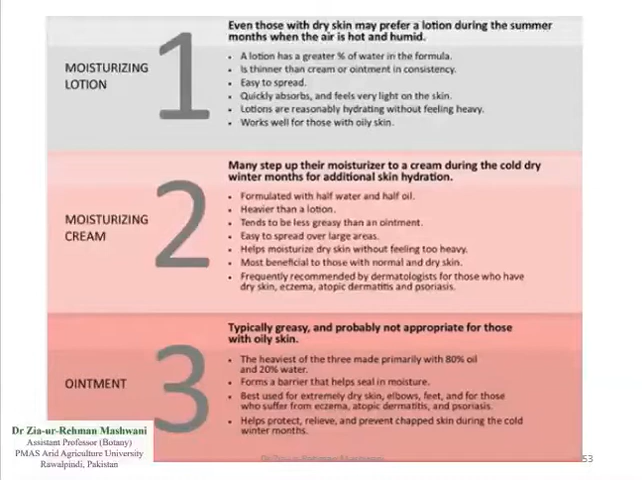 Even those with dry skin may prefer a lotion during the summer
months when the air is hot and humid.
MOISTURIZING
LOTION
1
• A lotion has a greater % of water in the formula.
• Is thinner than cream or ointment in consistency.
• Easy to spread.
• Quickly absorbs, and feels very light on the skin.
• Lotions are reasonably hydrating without feeling heavy.
• Works well for those with oily skin.
Many step up their moisturizer to a cream during the cold dry
winter months for additional skin hydration.
MOISTURIZING
CREAM
2
• Formulated with half water and half oil.
• Heavier than a lotion.
• Tends to be less greasy than an ointment.
• Easy to spread over large areas.
• Helps moisturize dry skin without feeling too heavy.
• Most beneficial to those with normal and dry skin.
• Frequently recommended by dermatologists for those who have
dry skin, eczema, atopic dermatitis and psoriasis.
Typically greasy, and probably not appropriate for those
with oily skin.
OINTMENT
3
• The heaviest of the three made primarily with 80% oil
and 20% water.
• Forms a barrier that helps seal in moisture.
• Best used for extremely dry skin, elbows, feet, and for those
who suffer from eczema, atopic dermatitis, and psoriasis.
• Helps protect, relieve, and prevent chapped skin during the cold
winter months.
Dr Zia-ur-Rehman Mashwani
Assistant Professor (Botany)
PMAS Arid Agriculture University
Rawalpindi, Pakistan
Dr Zia-ur-Rehman Mashwani
53